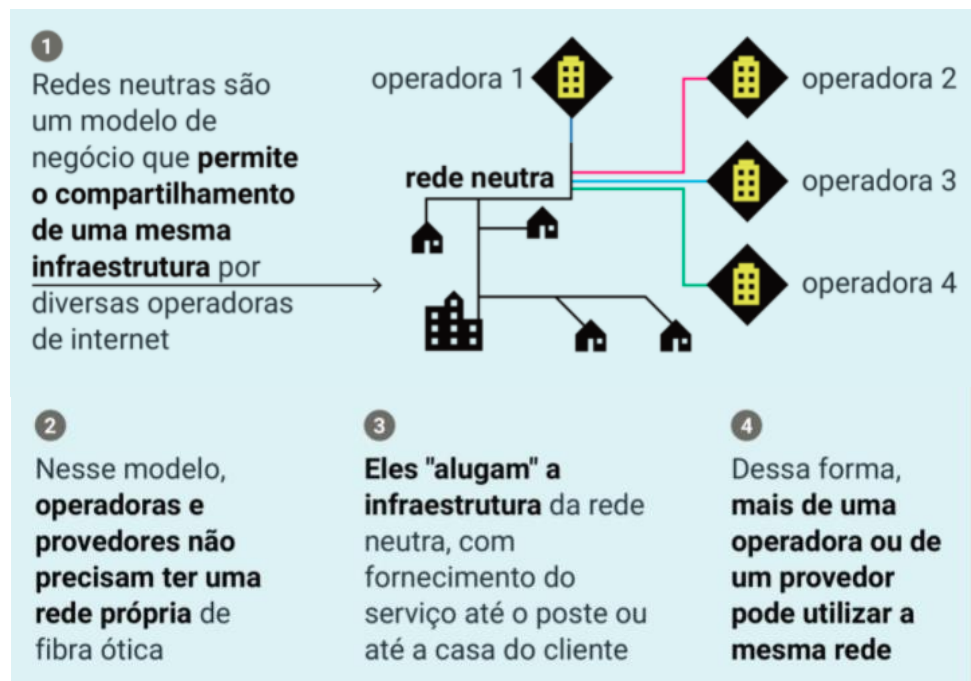 1
Redes neutras são
um modelo de
negócio que permite
o compartilhamento
de uma mesma
infraestrutura por
diversas operadoras
de internet
operadora 1
operadora 2
rede neutra
operadora 3
operadora 4
2
Nesse modelo,
operadoras e
provedores não
precisam ter uma
rede própria de
fibra ótica
3
Eles "alugam" a
infraestrutura da rede
neutra, com
fornecimento do
serviço até o poste ou
até a casa do cliente
4
Dessa forma,
mais de uma
operadora ou de
um provedor
pode utilizar a
mesma rede